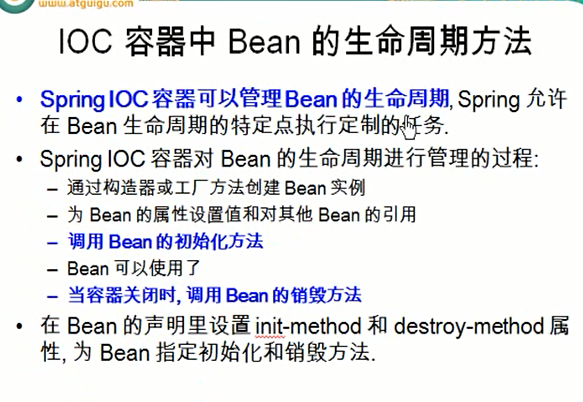 www.atguigu.com
IOC 容器中 Bean 的生命周期方法
• Spring IOC 容器可以管理 Bean 的生命周期, Spring 允许
在 Bean 生命周期的特定点执行定制的任务.
• Spring IOC 容器对 Bean 的生命周期进行管理的过程:
– 通过构造器或工厂方法创建 Bean 实例
– 为 Bean 的属性设置值和对其他 Bean 的引用
– 调用 Bean 的初始化方法
– Bean 可以使用了
– 当容器关闭时, 调用 Bean 的销毁方法
• 在 Bean 的声明里设置 init-method 和 destroy-method 属
性, 为 Bean 指定初始化和销毁方法.